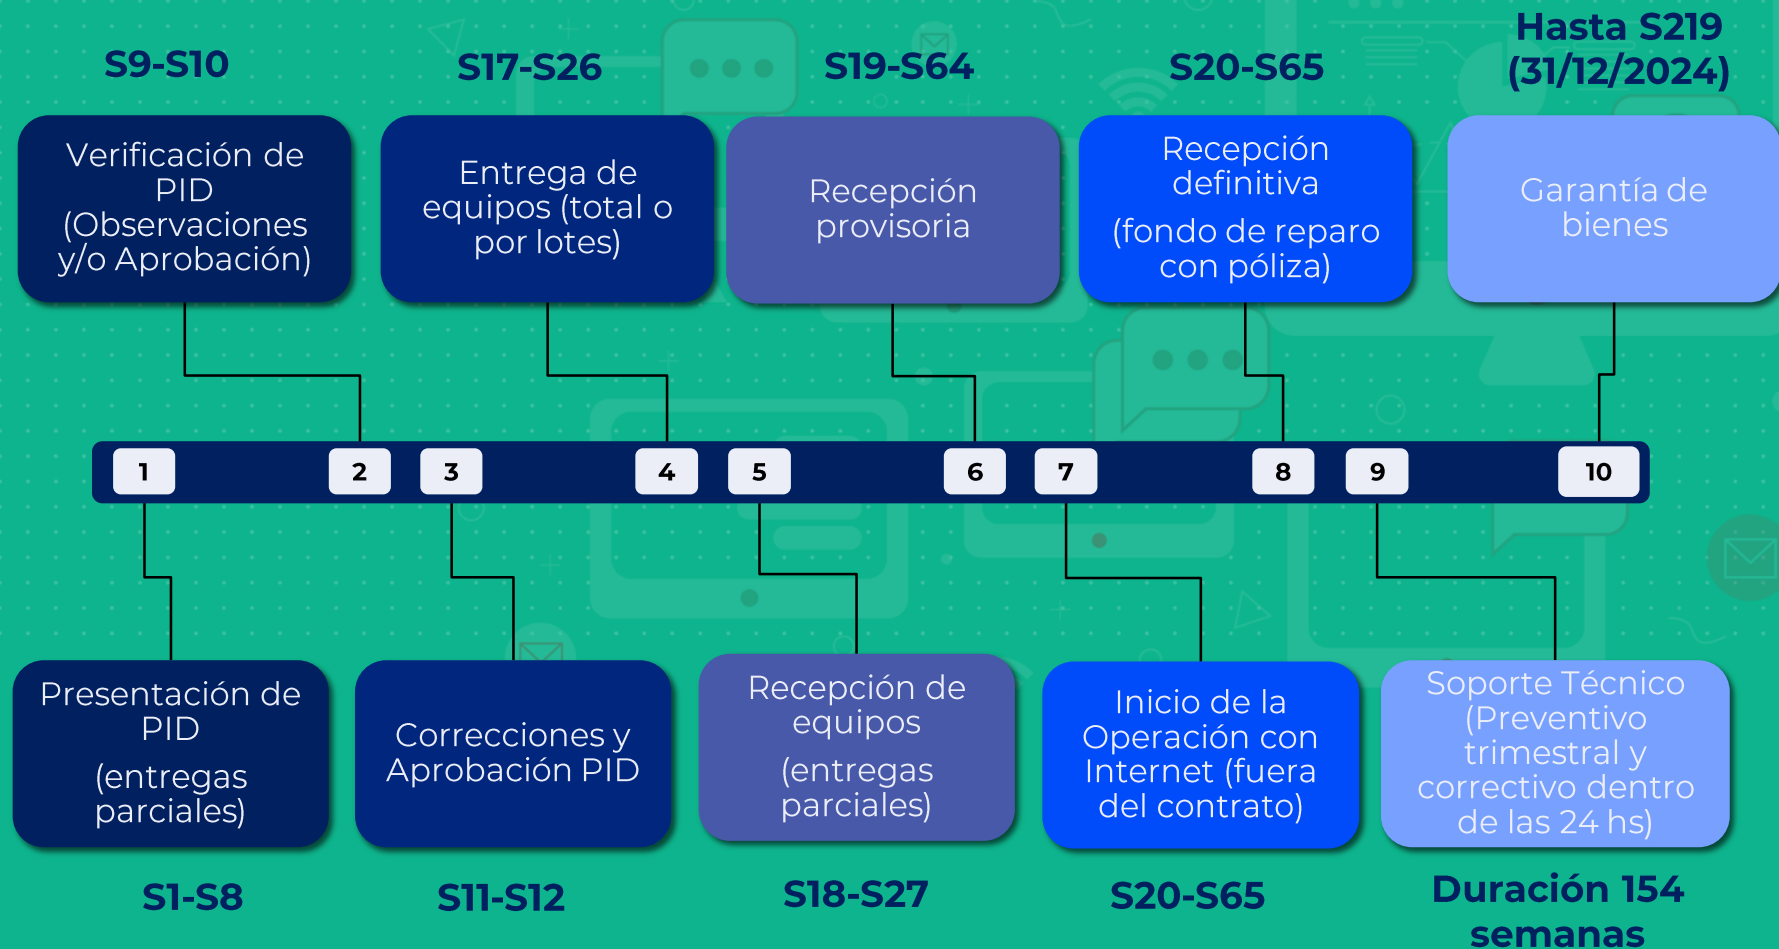 S9-S10
S17-S26
S19-S64
S20-S65
Hasta S219
(31/12/2024)
Verificación de
PID
(Observaciones
y/o Aprobación)
Entrega de
equipos (total o
por lotes)
Recepción
provisoria
Recepción
definitiva
(fondo de reparo
con póliza)
Garantía de
bienes
1
2
3
4
5
6
7
8
9
10
Presentación de
PID
(entregas
parciales)
Correcciones y
Aprobación PID
Recepción de
equipos
(entregas
parciales)
Inicio de la
Operación con
Internet (fuera
del contrato)
Soporte Técnico
(Preventivo
trimestral y
correctivo dentro
de las 24 hs)
S1-S8
S11-S12
S18-S27
S20-S65
Duración 154
semanas